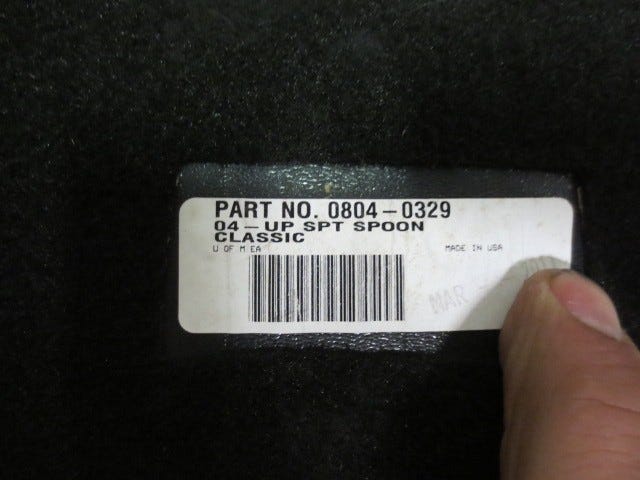 PART NO. 0804-0329
04-UP SPT SPOON
CLASSIC
U OF M EA MADE IN USA
MAR